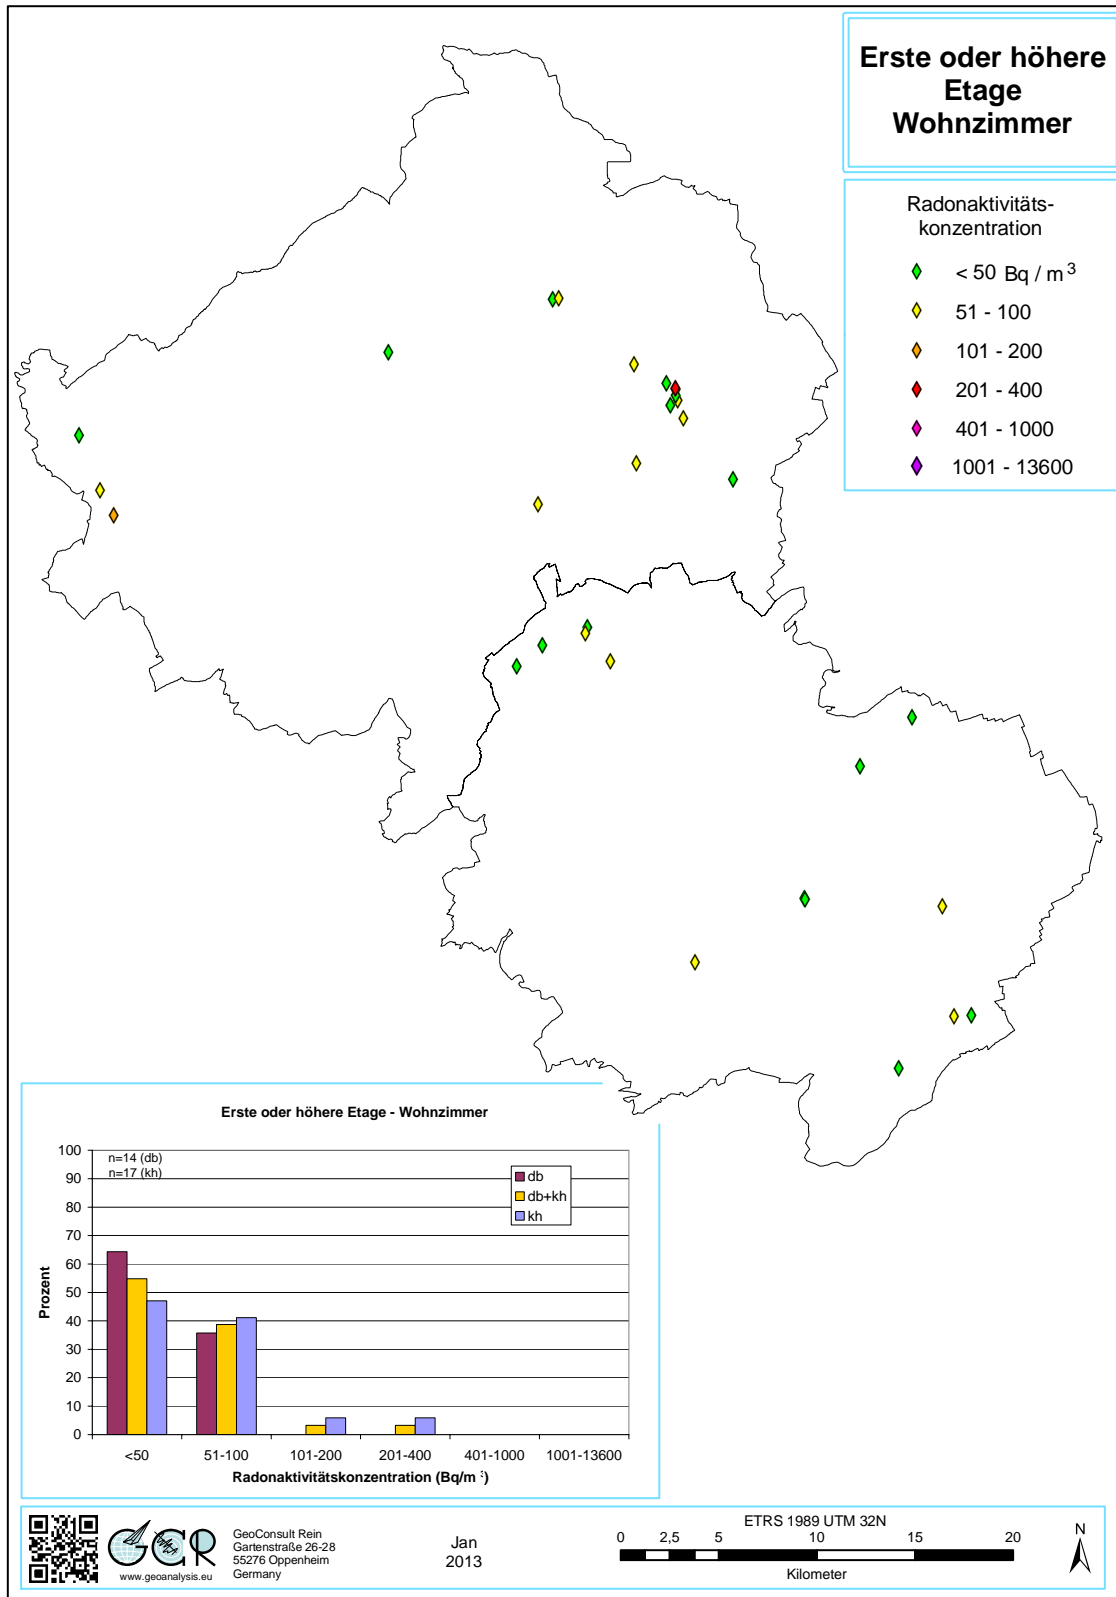 Erste oder höhere
Etage
Wohnzimmer
Radonaktivitäts-
konzentration
< 50 Bq / m³
51 - 100
101 - 200
201 - 400
401 - 1000
1001 - 13600
Erste oder höhere Etage - Wohnzimmer
n=14 (db)
n=17 (kh)
db
db+kh
kh
100
90
80
70
60
50
40
30
20
10
0
Prozent
<50
51-100
101-200
201-400
401-1000
1001-13600
Radonaktivitätskonzentration (Bq/m³)
GCR
www.geoanalysis.eu
GeoConsult Rein
Gartenstraße 26-28
55276 Oppenheim
Germany
Jan
2013
ETRS 1989 UTM 32N
0 2,5 5 10 15 20
Kilometer
N